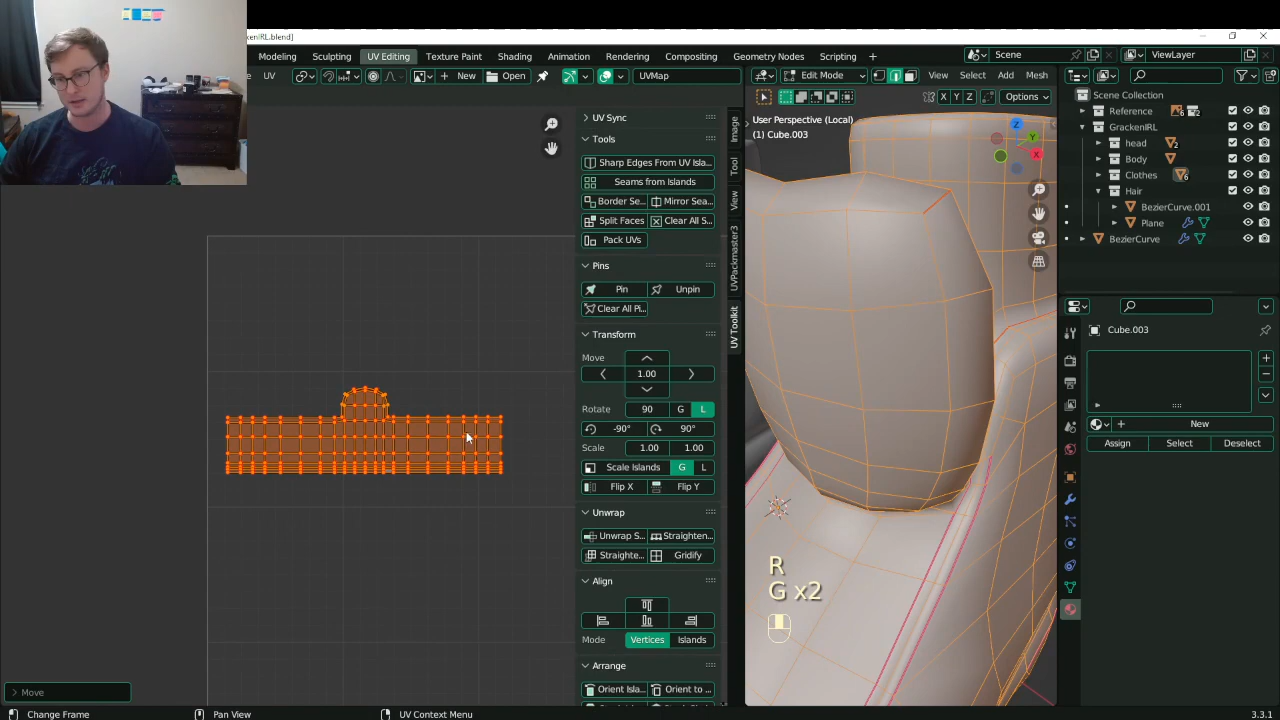 ckenIRL.blend]
Modeling Sculpting UV Editing Texture Paint Shading Animation Rendering Compositing Geometry Nodes Scripting + Scene ViewLayer
UV New Open UVMap Edit Mode View Select Add Mesh
X Y Z Options
UV Sync
Tools
Sharp Edges From UV Isla...
Seams from Islands
Border Se... Mirror Sea...
Split Faces Clear All S...
Pack UVs
Pins
Pin Unpin
Clear All Pi...
Transform
Move
1.00
Rotate 90 G L
-90° 90°
Scale 1.00 1.00
Scale Islands G L
Flip X Flip Y
Unwrap
Unwrap S... Straighten...
Straighte... Gridify
Align
Mode Vertices Islands
Arrange
Orient Isla... Orient to ...
Image
Tool
View
UVPackmaster3
UV Toolkit
User Perspective (Local)
(1) Cube.003
Z
Y
X
R
G x2
Scene Collection
Reference 6 2
GrackenIRL
head 2
Body
Clothes 6
Hair
BezierCurve.001
Plane
BezierCurve
Cube.003
New
Assign Select Deselect
Move
Change Frame Pan View UV Context Menu 3.3.1